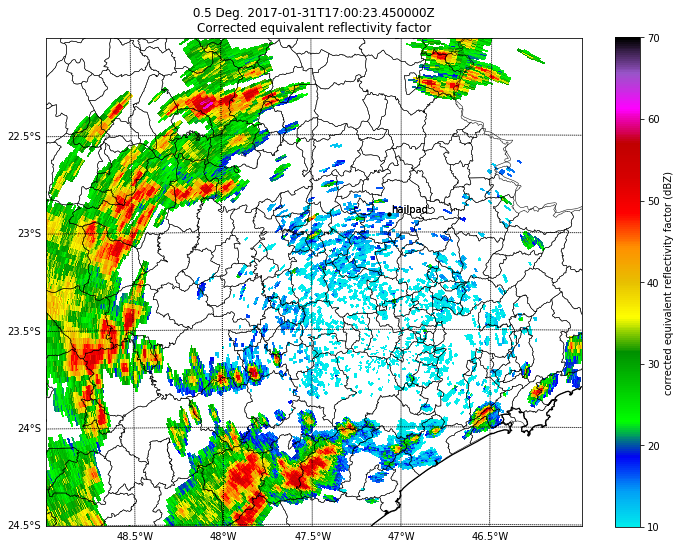 0.5 Deg. 2017-01-31T17:00:23.450000Z
Corrected equivalent reflectivity factor
22.5°S
23°S
23.5°S
24°S
24.5°S
48.5°W
48°W
47.5°W
47°W
46.5°W
hailpad
70
60
50
40
30
20
10
corrected equivalent reflectivity factor (dBZ)